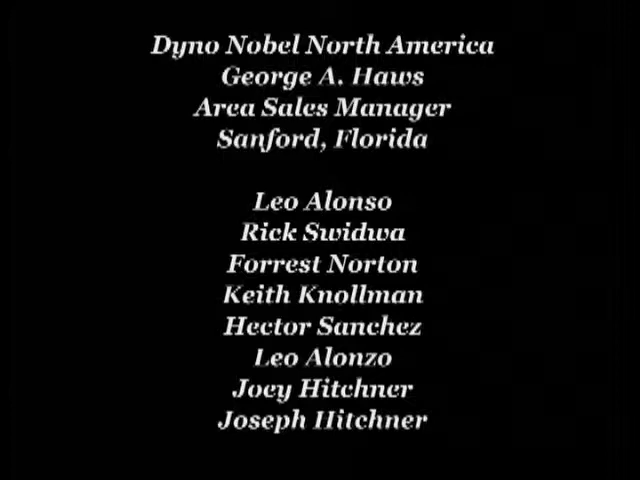 Dyno Nobel North America
George A. Haws
Area Sales Manager
Sanford, Florida
Leo Alonso
Rick Swidwa
Forrest Norton
Keith Knollman
Hector Sanchez
Leo Alonzo
Joey Hitchner
Joseph Hitchner